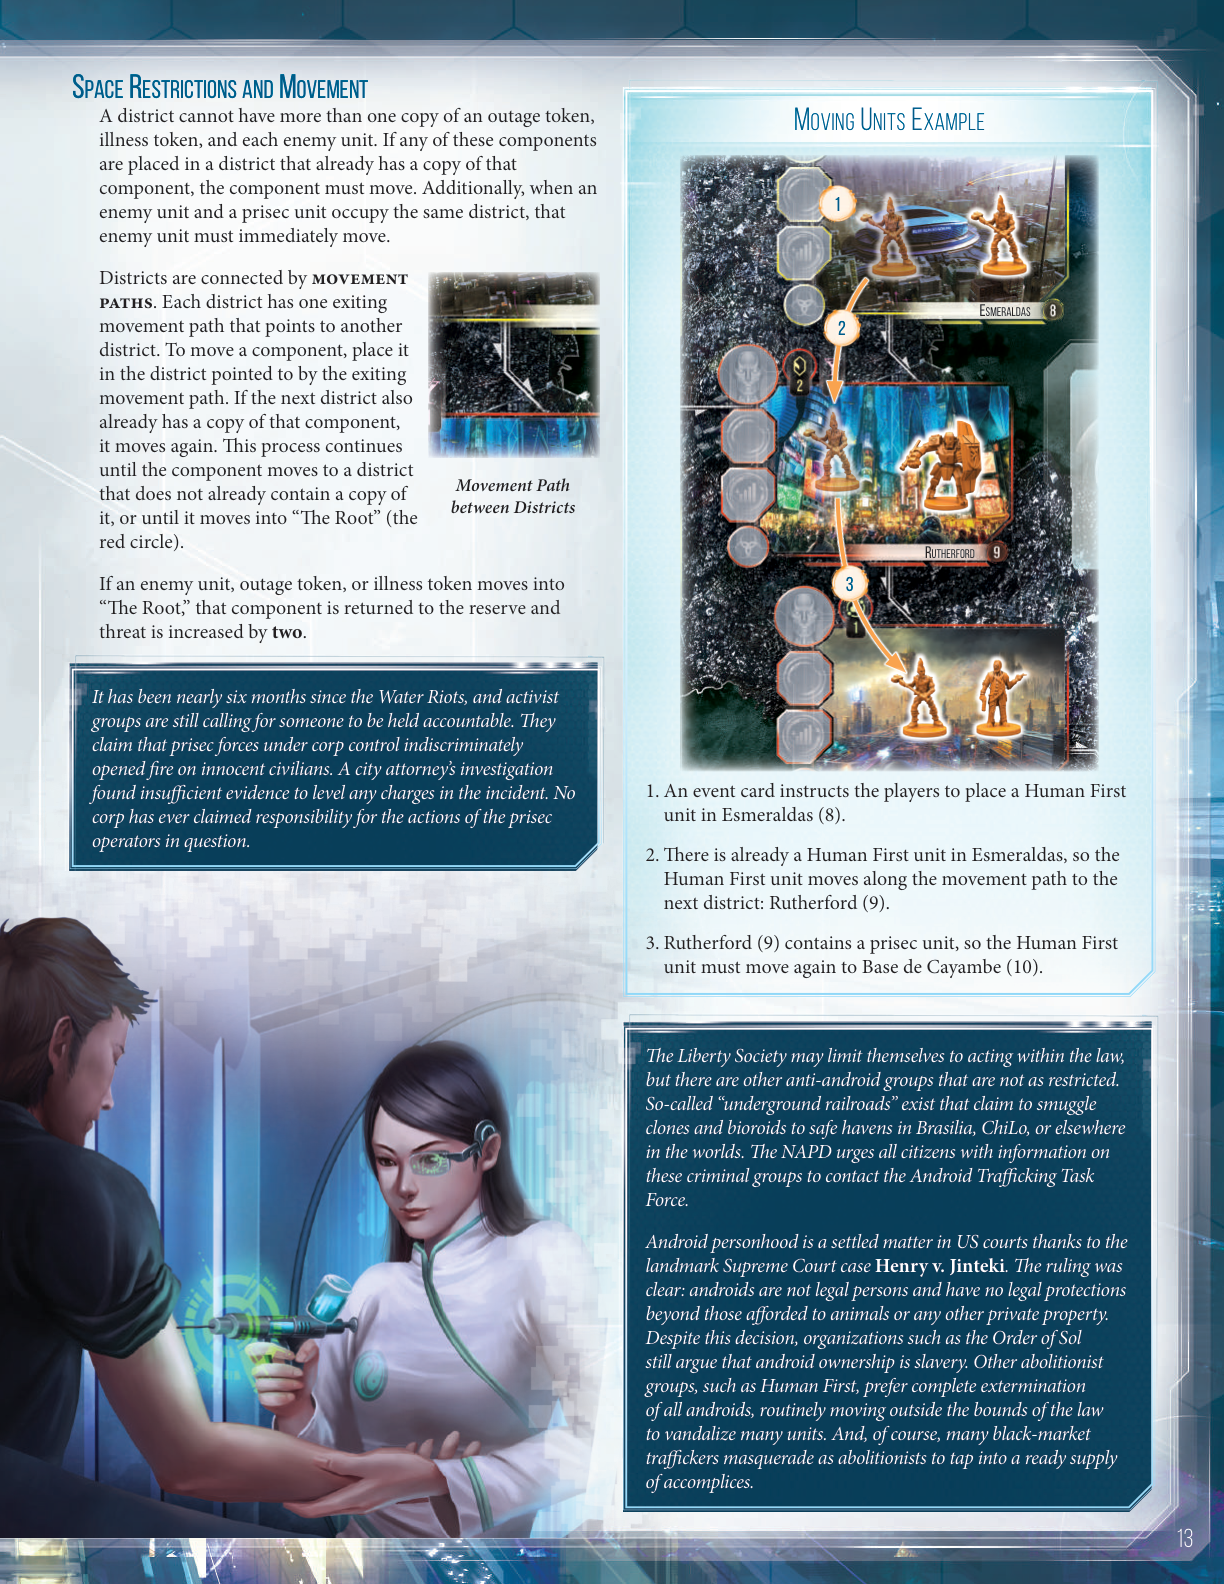 Space Restrictions and Movement
A district cannot have more than one copy of an outage token,
illness token, and each enemy unit. If any of these components
are placed in a district that already has a copy of that
component, the component must move. Additionally, when an
enemy unit and a prisec unit occupy the same district, that
enemy unit must immediately move.
Districts are connected by movement
paths. Each district has one exiting
movement path that points to another
district. To move a component, place it
in the district pointed to by the exiting
movement path. If the next district also
already has a copy of that component,
it moves again. This process continues
until the component moves to a district
that does not already contain a copy of
it, or until it moves into “The Root” (the
red circle).
Movement Path
between Districts
If an enemy unit, outage token, or illness token moves into
“The Root,” that component is returned to the reserve and
threat is increased by two.
It has been nearly six months since the Water Riots, and activist
groups are still calling for someone to be held accountable. They
claim that prisec forces under corp control indiscriminately
opened fire on innocent civilians. A city attorney’s investigation
found insufficient evidence to level any charges in the incident. No
corp has ever claimed responsibility for the actions of the prisec
operators in question.
Moving Units Example
1
Esmeraldas 8
2
2
Rutherford 9
3
1
1. An event card instructs the players to place a Human First
unit in Esmeraldas (8).
2. There is already a Human First unit in Esmeraldas, so the
Human First unit moves along the movement path to the
next district: Rutherford (9).
3. Rutherford (9) contains a prisec unit, so the Human First
unit must move again to Base de Cayambe (10).
The Liberty Society may limit themselves to acting within the law,
but there are other anti-android groups that are not as restricted.
So-called “underground railroads” exist that claim to smuggle
clones and bioroids to safe havens in Brasilia, ChiLo, or elsewhere
in the worlds. The NAPD urges all citizens with information on
these criminal groups to contact the Android Trafficking Task
Force.
Android personhood is a settled matter in US courts thanks to the
landmark Supreme Court case Henry v. Jinteki. The ruling was
clear: androids are not legal persons and have no legal protections
beyond those afforded to animals or any other private property.
Despite this decision, organizations such as the Order of Sol
still argue that android ownership is slavery. Other abolitionist
groups, such as Human First, prefer complete extermination
of all androids, routinely moving outside the bounds of the law
to vandalize many units. And, of course, many black-market
traffickers masquerade as abolitionists to tap into a ready supply
of accomplices.
13